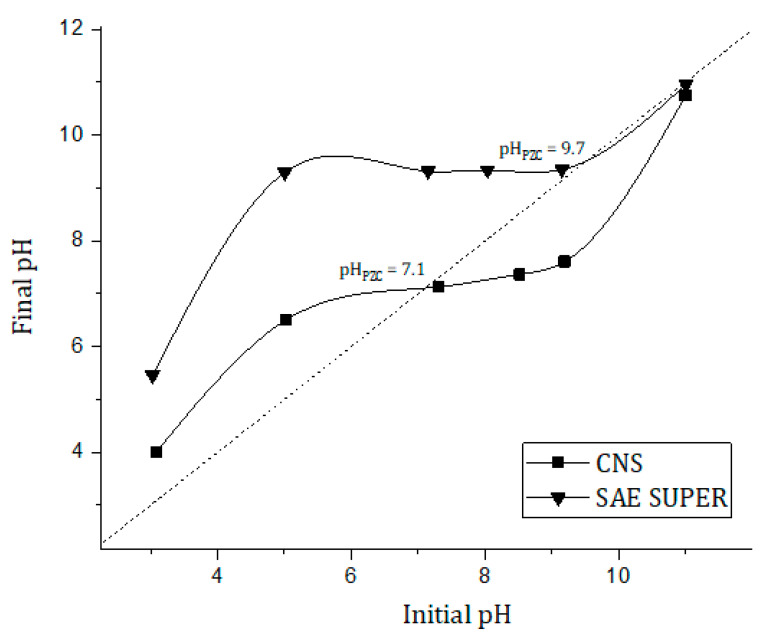 12
10
8
6
4
Final pH
pHPZC = 9.7
pHPZC = 7.1
CNS
SAE SUPER
4
6
8
10
Initial pH